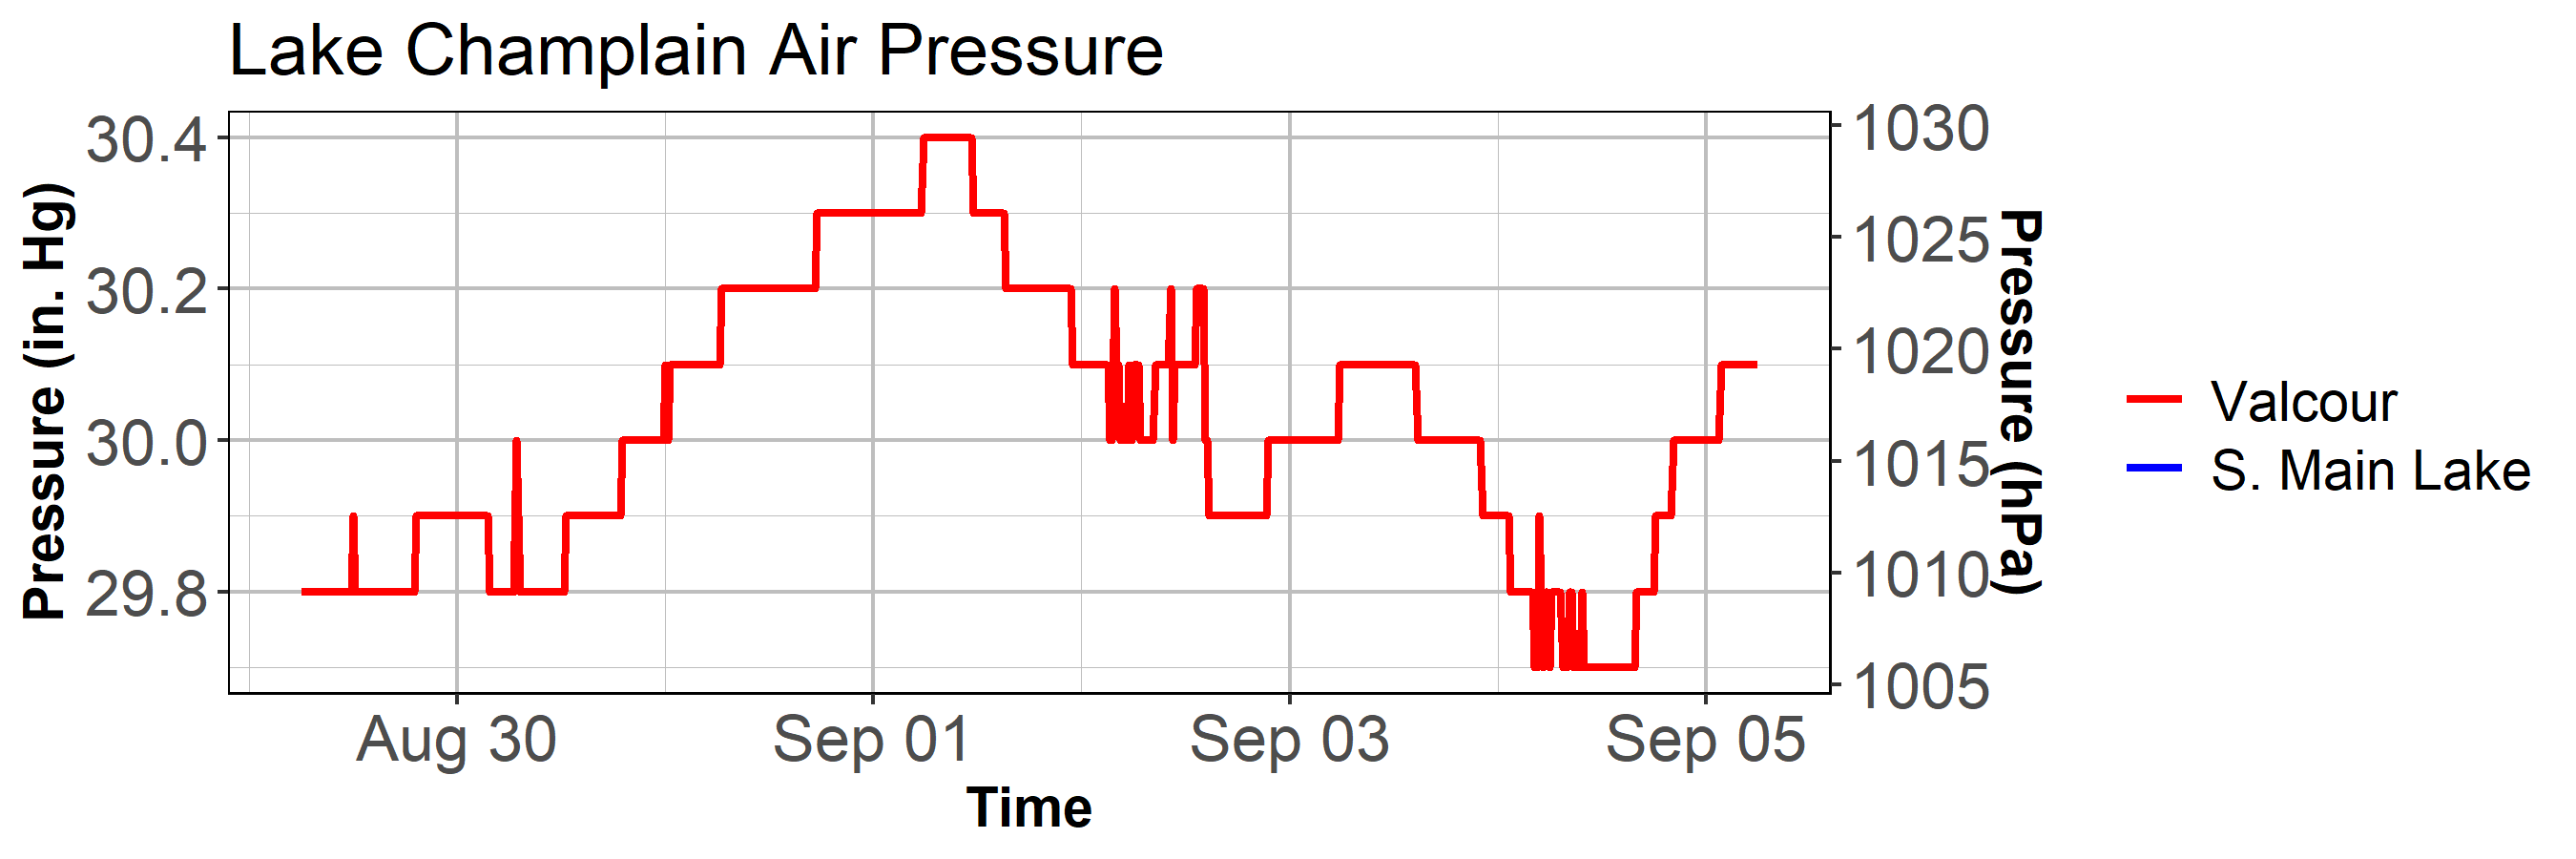 Lake Champlain Air Pressure
Pressure (in. Hg)
30.4
30.2
30.0
29.8
1030
1025
1020
1015
1010
1005
Pressure (hPa)
Aug 30
Sep 01
Sep 03
Sep 05
Time
Valcour
S. Main Lake